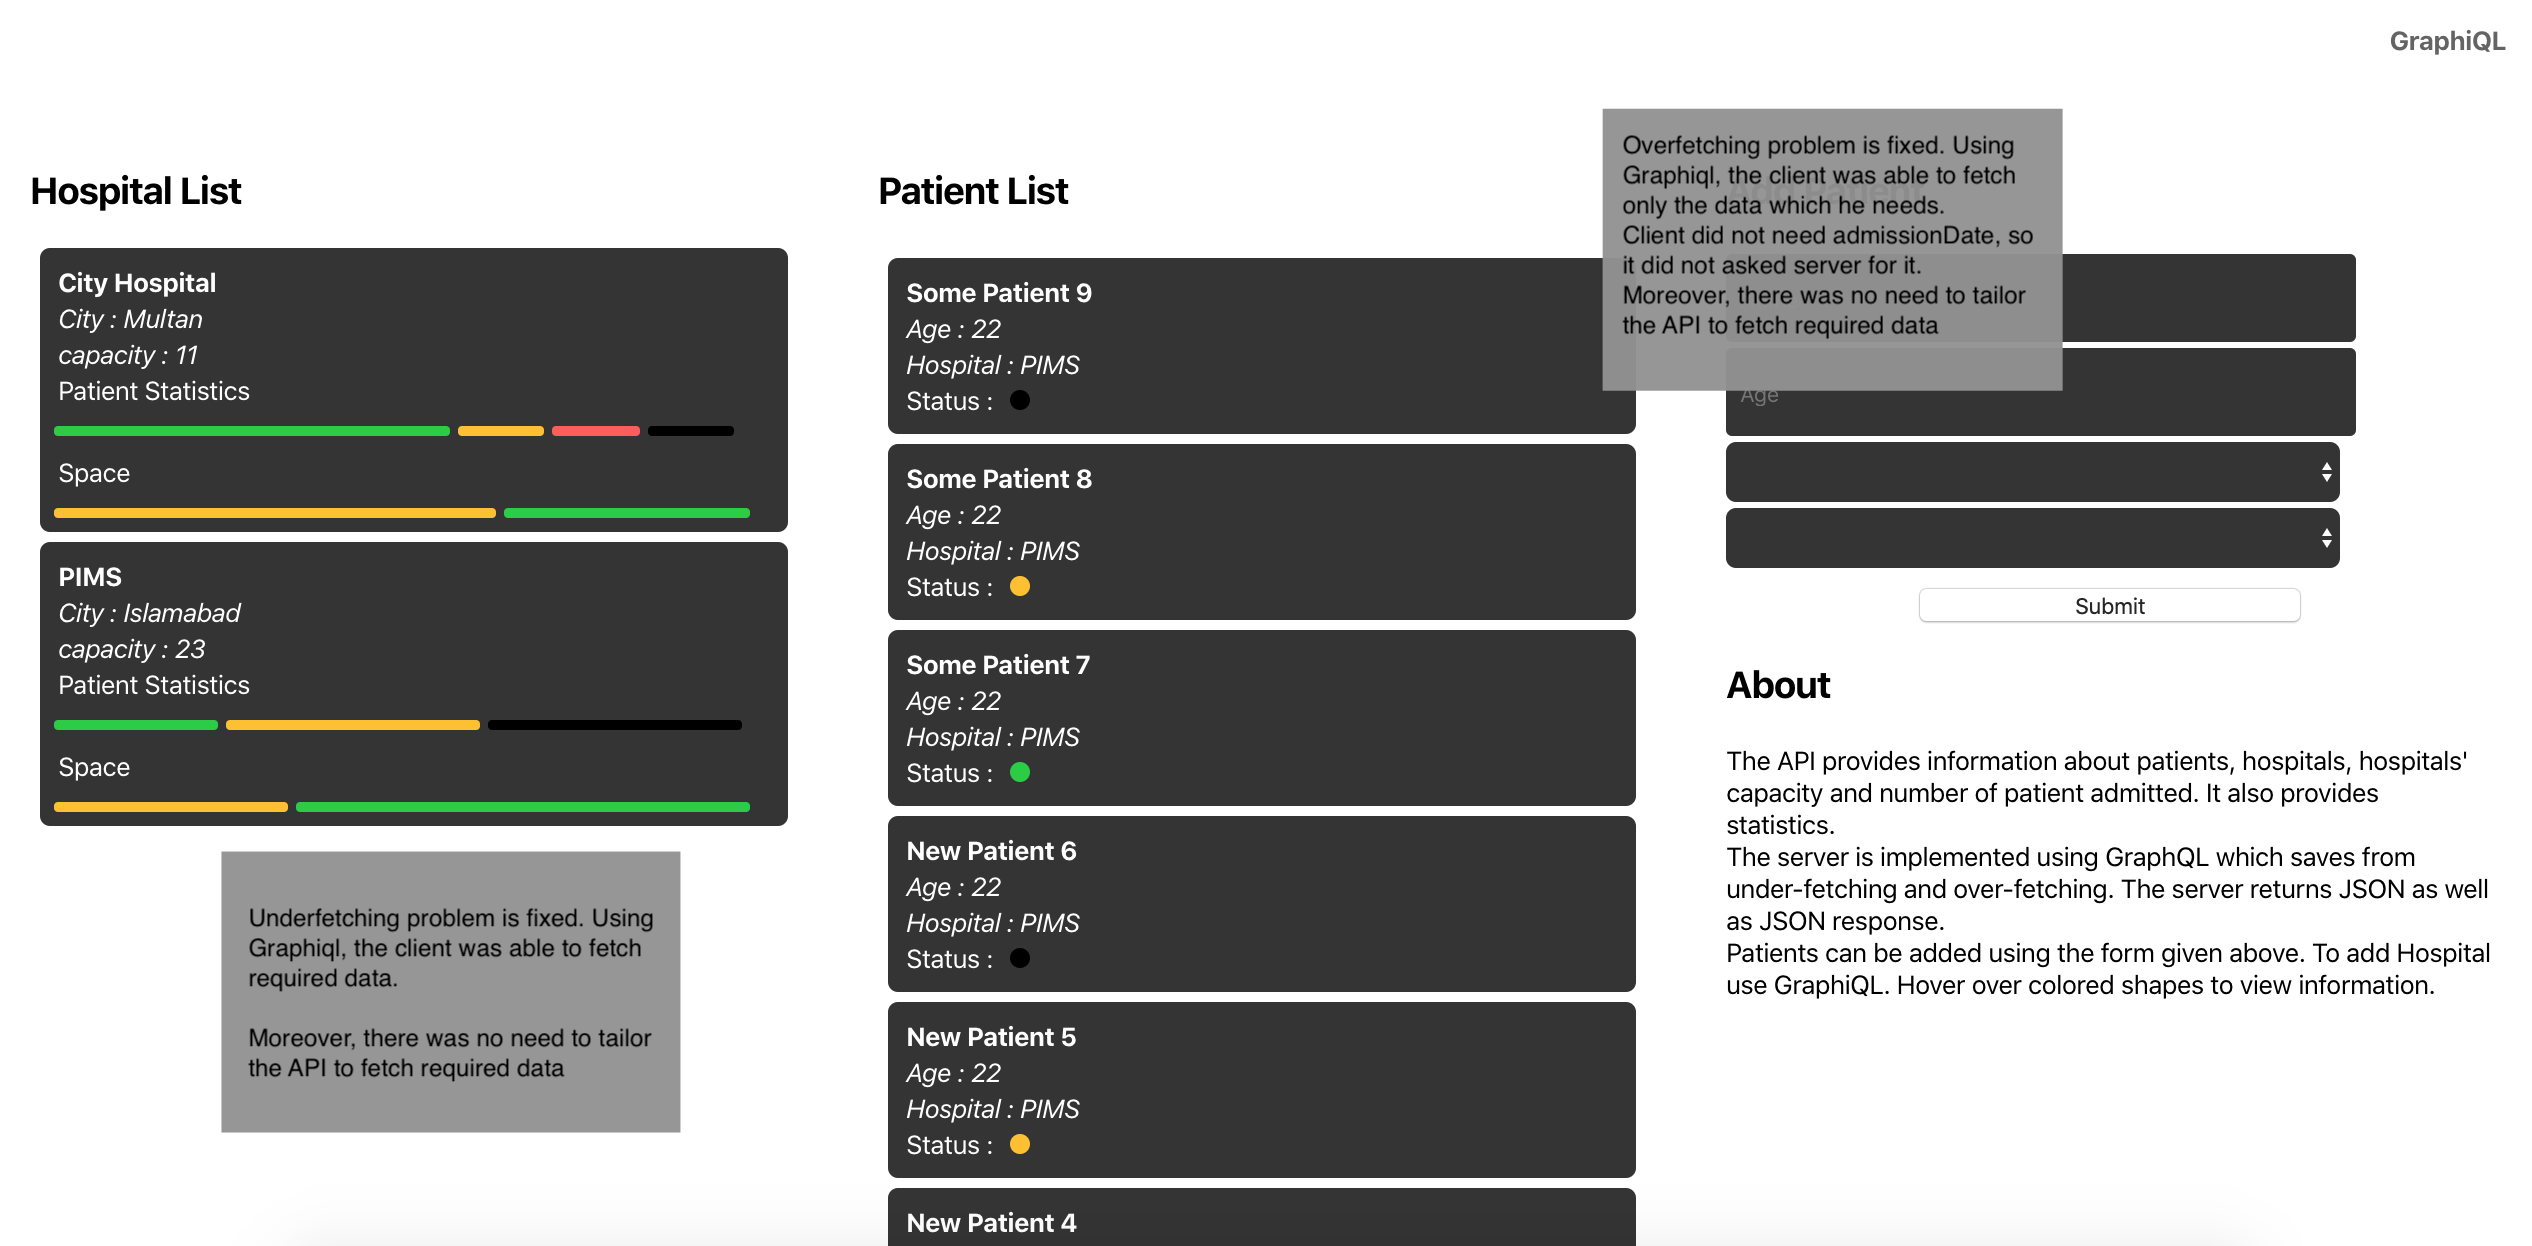 GraphiQL
Hospital List
City Hospital
City : Multan
capacity : 11
Patient Statistics
Space
PIMS
City : Islamabad
capacity : 23
Patient Statistics
Space
Underfetching problem is fixed. Using
Graphiql, the client was able to fetch
required data.
Moreover, there was no need to tailor
the API to fetch required data
Patient List
Some Patient 9
Age : 22
Hospital : PIMS
Status :
Some Patient 8
Age : 22
Hospital : PIMS
Status :
Some Patient 7
Age : 22
Hospital : PIMS
Status :
New Patient 6
Age : 22
Hospital : PIMS
Status :
New Patient 5
Age : 22
Hospital : PIMS
Status :
New Patient 4
Overfetching problem is fixed. Using
Graphiql, the client was able to fetch
only the data which he needs.
Client did not need admissionDate, so
it did not asked server for it.
Moreover, there was no need to tailor
the API to fetch required data
Add Patient
Age
Submit
About
The API provides information about patients, hospitals, hospitals'
capacity and number of patient admitted. It also provides
statistics.
The server is implemented using GraphQL which saves from
under-fetching and over-fetching. The server returns JSON as well
as JSON response.
Patients can be added using the form given above. To add Hospital
use GraphiQL. Hover over colored shapes to view information.